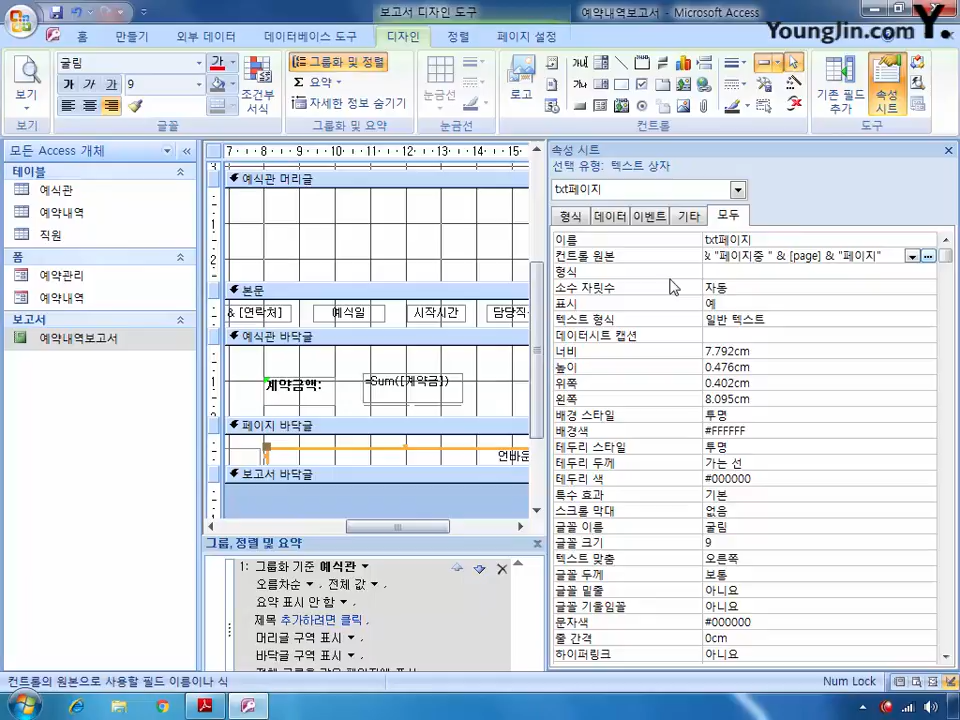 보고서 디자인 도구
예약내역보고서 - Microsoft Access
YoungJin.com Y.
홈 만들기 외부 데이터 데이터베이스 도구 디자인 정렬 페이지 설정
굴림
가 9
가 가 가
보기
보기
조건부 서식
글꼴
그룹화 및 정렬
Σ 요약
자세한 정보 숨기기
그룹화 및 요약
눈금선
눈금선
로고
컨트롤
기존 필드 추가
속성 시트
도구
모든 Access 개체
테이블
예식관
예약내역
직원
폼
예약관리
예약내역
보고서
예약내역보고서
7 8 9 10 11 12 13 14 15
예식관 머리글
본문
& [연락처] 예식일 시작시간 담당직
예식관 바닥글
계약금액: =Sum([계약금])
페이지 바닥글
언바운
보고서 바닥글
그룹, 정렬 및 요약
1: 그룹화 기준 예식관
오름차순 , 전체 값 ,
요약 표시 안 함 ,
제목 추가하려면 클릭 ,
머리글 구역 표시 ,
바닥글 구역 표시 ,
속성 시트
선택 유형: 텍스트 상자
txt페이지
형식 데이터 이벤트 기타 모두
이름 txt페이지
컨트롤 원본 & "페이지중 " & [page] & "페이지"
형식
소수 자릿수 자동
표시 예
텍스트 형식 일반 텍스트
데이터시트 캡션
너비 7.792cm
높이 0.476cm
위쪽 0.402cm
왼쪽 8.095cm
배경 스타일 투명
배경색 #FFFFFF
테두리 스타일 투명
테두리 두께 가는 선
테두리 색 #000000
특수 효과 기본
스크롤 막대 없음
글꼴 이름 굴림
글꼴 크기 9
텍스트 맞춤 오른쪽
글꼴 두께 보통
글꼴 밑줄 아니요
글꼴 기울임꼴 아니요
문자색 #000000
줄 간격 0cm
하이퍼링크 아니요
컨트롤의 원본으로 사용할 필드 이름이나 식
Num Lock